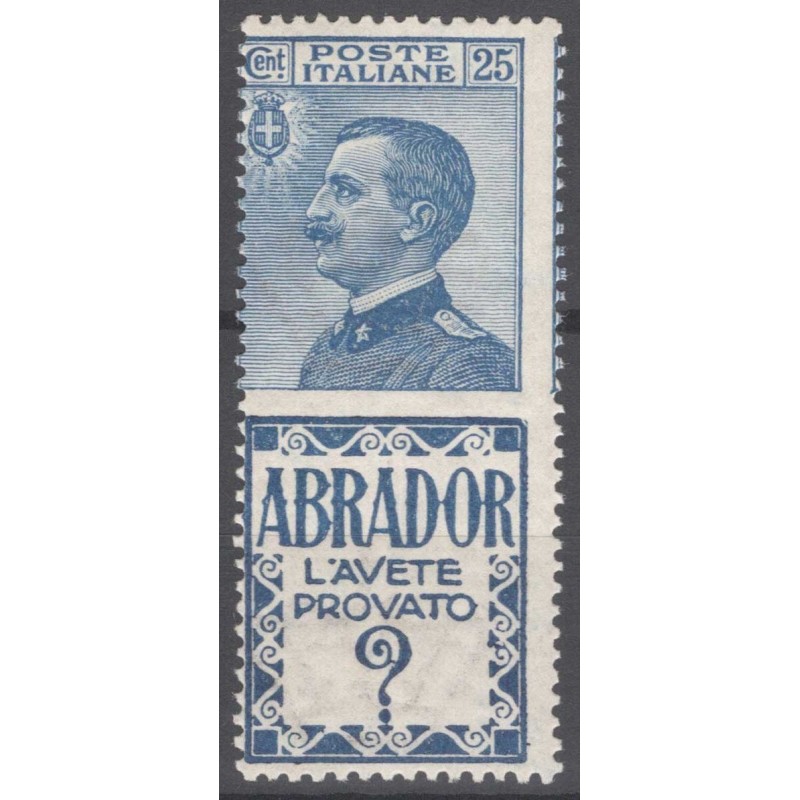 Cent. POSTE 25
ITALIANE
ABRADOR
L'AVETE
PROVATO
?